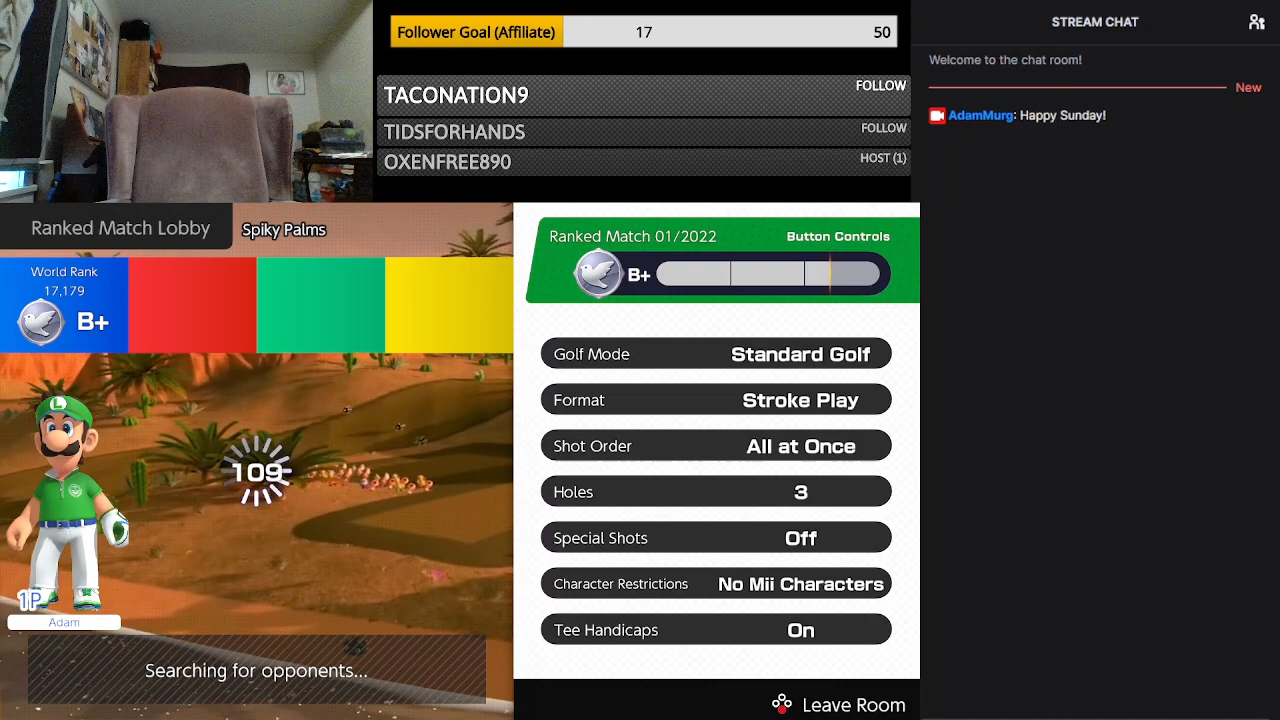 Follower Goal (Affiliate) 17 50
TACONATION9 FOLLOW
TIDSFORHANDS FOLLOW
OXENFREE890 HOST (1)
STREAM CHAT
Welcome to the chat room!
New
AdamMurg: Happy Sunday!
Ranked Match Lobby Spiky Palms
World Rank
17,179
B+
L
109
1P
Adam
Searching for opponents...
Ranked Match 01/2022 Button Controls
B+
Golf Mode Standard Golf
Format Stroke Play
Shot Order All at Once
Holes 3
Special Shots Off
Character Restrictions No Mii Characters
Tee Handicaps On
Leave Room